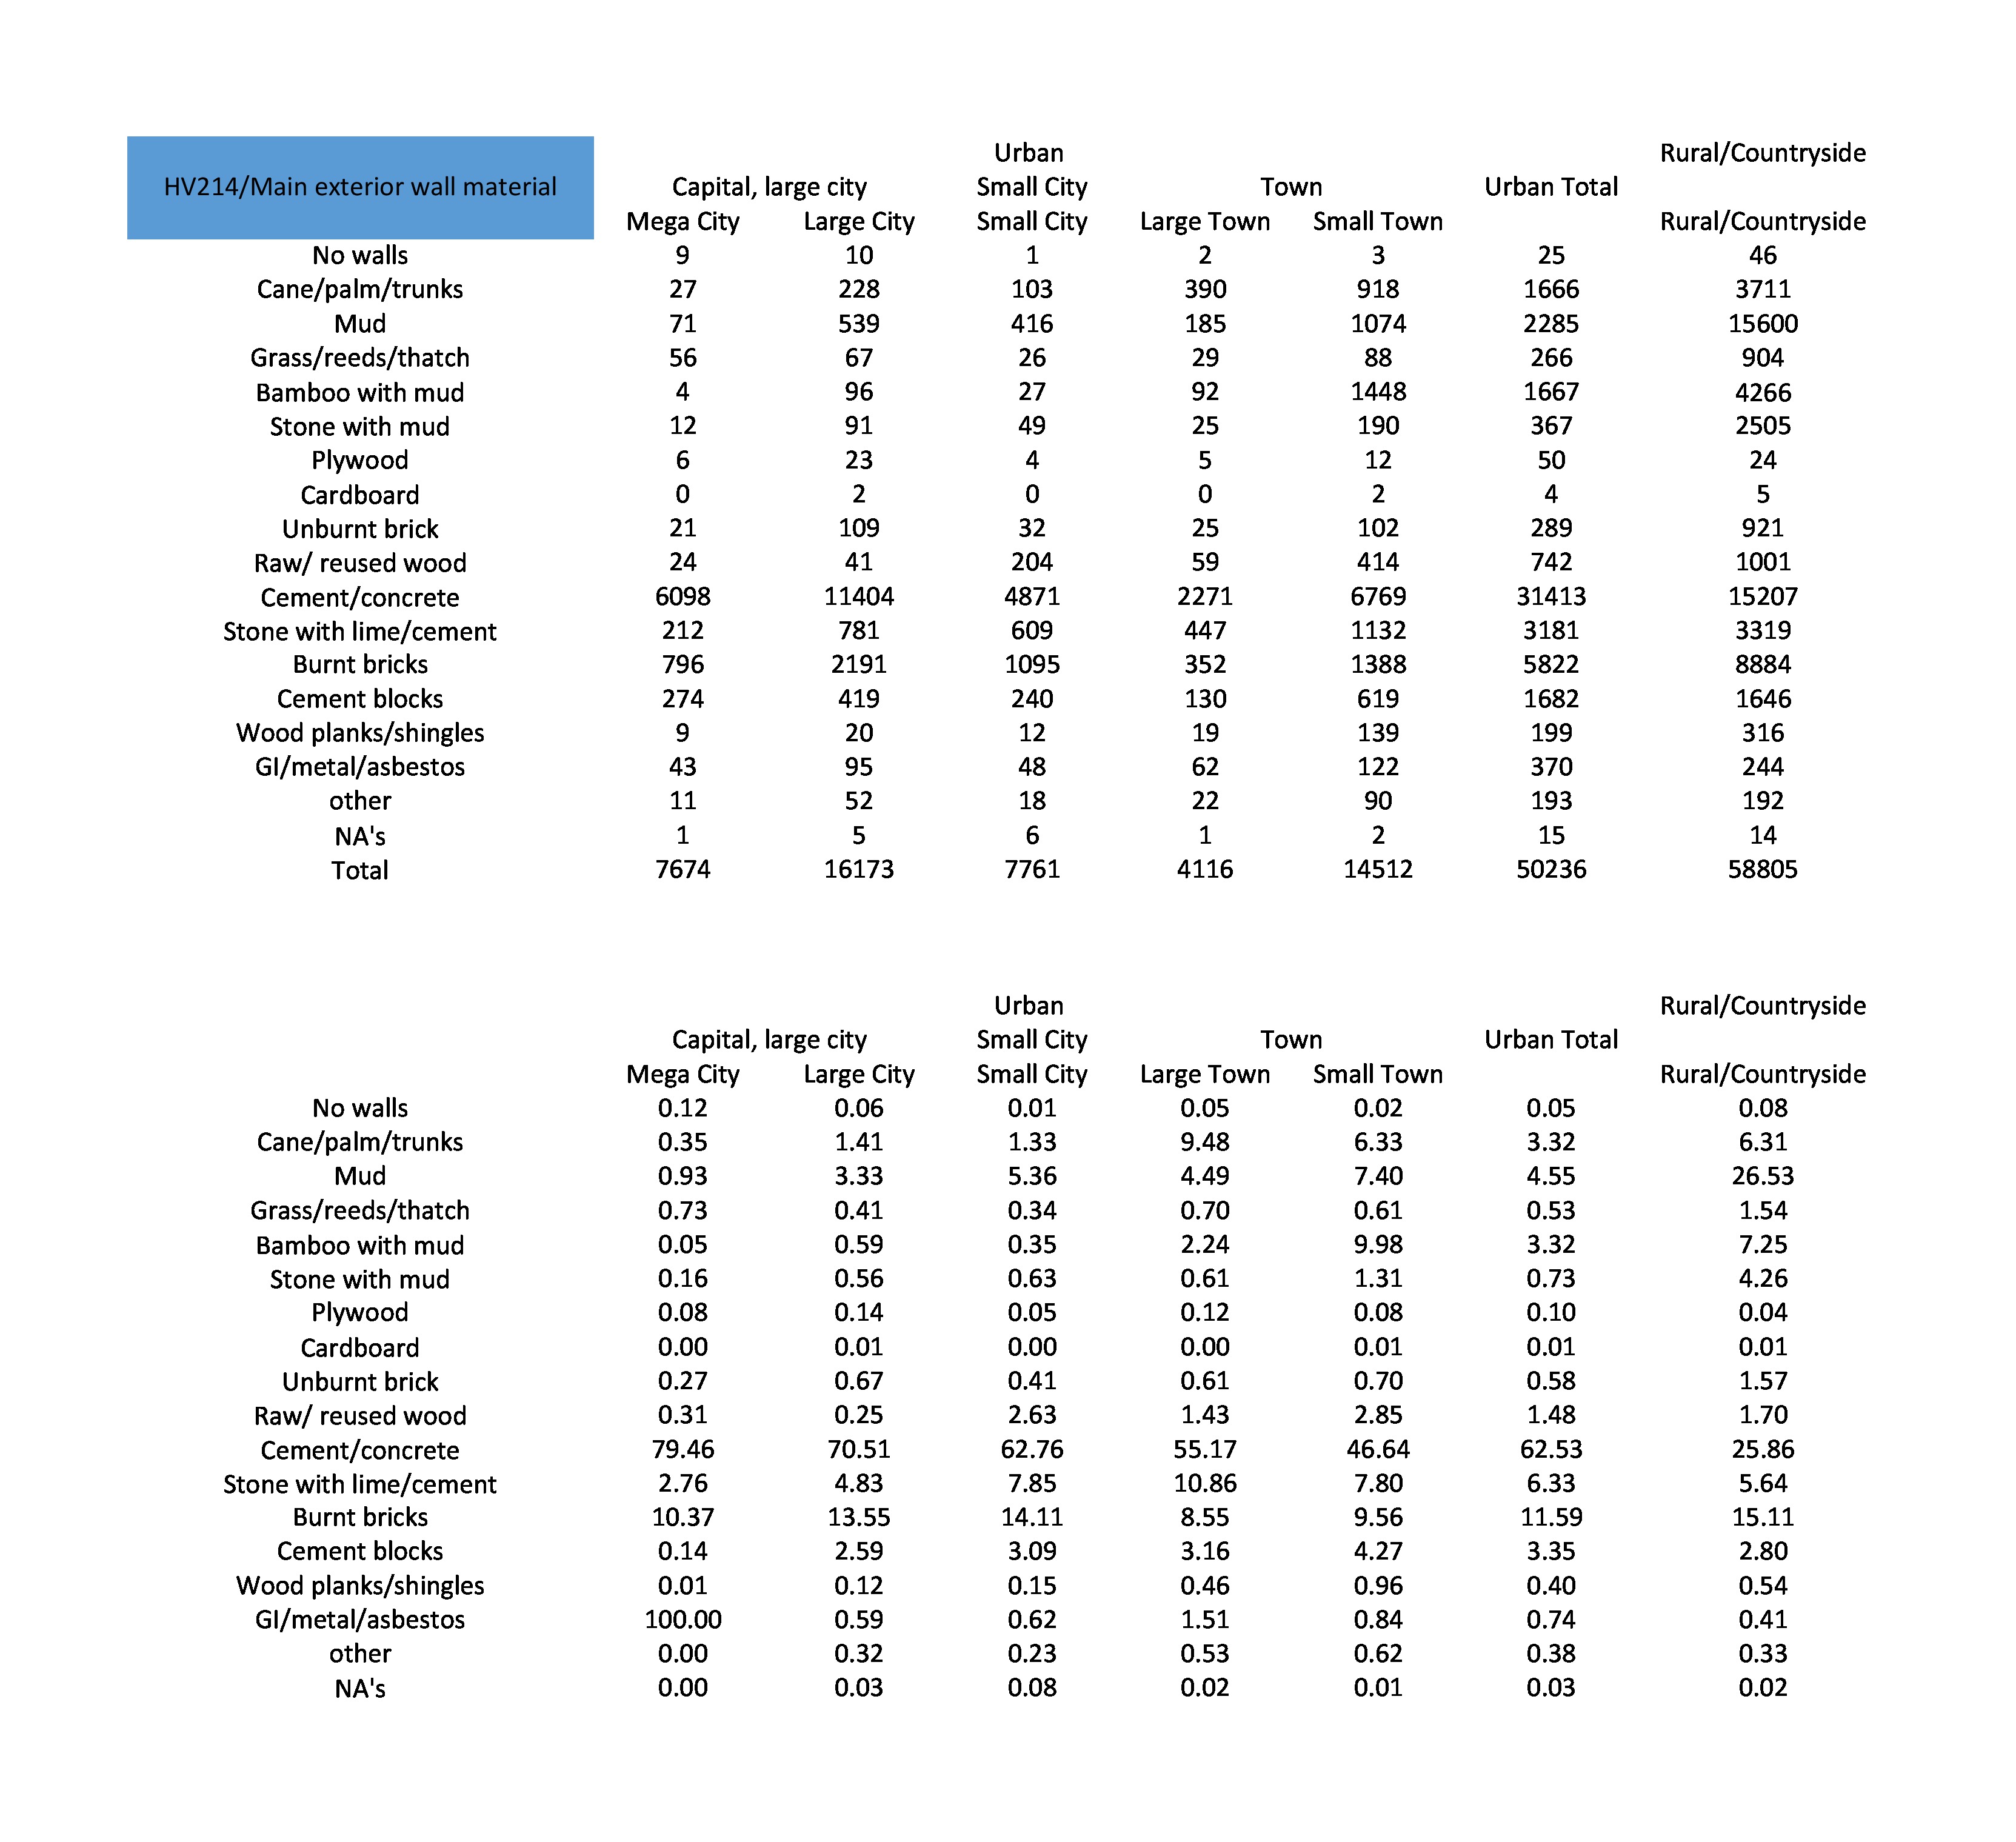 Urban Rural/Countryside
HV214/Main exterior wall material Capital, large city Small City Town Urban Total
Mega City Large City Small City Large Town Small Town Rural/Countryside
No walls 9 10 1 2 3 25 46
Cane/palm/trunks 27 228 103 390 918 1666 3711
Mud 71 539 416 185 1074 2285 15600
Grass/reeds/thatch 56 67 26 29 88 266 904
Bamboo with mud 4 96 27 92 1448 1667 4266
Stone with mud 12 91 49 25 190 367 2505
Plywood 6 23 4 5 12 50 24
Cardboard 0 2 0 0 2 4 5
Unburnt brick 21 109 32 25 102 289 921
Raw/ reused wood 24 41 204 59 414 742 1001
Cement/concrete 6098 11404 4871 2271 6769 31413 15207
Stone with lime/cement 212 781 609 447 1132 3181 3319
Burnt bricks 796 2191 1095 352 1388 5822 8884
Cement blocks 274 419 240 130 619 1682 1646
Wood planks/shingles 9 20 12 19 139 199 316
GI/metal/asbestos 43 95 48 62 122 370 244
other 11 52 18 22 90 193 192
NA's 1 5 6 1 2 15 14
Total 7674 16173 7761 4116 14512 50236 58805
Urban Rural/Countryside
Capital, large city Small City Town Urban Total
Mega City Large City Small City Large Town Small Town Rural/Countryside
No walls 0.12 0.06 0.01 0.05 0.02 0.05 0.08
Cane/palm/trunks 0.35 1.41 1.33 9.48 6.33 3.32 6.31
Mud 0.93 3.33 5.36 4.49 7.40 4.55 26.53
Grass/reeds/thatch 0.73 0.41 0.34 0.70 0.61 0.53 1.54
Bamboo with mud 0.05 0.59 0.35 2.24 9.98 3.32 7.25
Stone with mud 0.16 0.56 0.63 0.61 1.31 0.73 4.26
Plywood 0.08 0.14 0.05 0.12 0.08 0.10 0.04
Cardboard 0.00 0.01 0.00 0.00 0.01 0.01 0.01
Unburnt brick 0.27 0.67 0.41 0.61 0.70 0.58 1.57
Raw/ reused wood 0.31 0.25 2.63 1.43 2.85 1.48 1.70
Cement/concrete 79.46 70.51 62.76 55.17 46.64 62.53 25.86
Stone with lime/cement 2.76 4.83 7.85 10.86 7.80 6.33 5.64
Burnt bricks 10.37 13.55 14.11 8.55 9.56 11.59 15.11
Cement blocks 0.14 2.59 3.09 3.16 4.27 3.35 2.80
Wood planks/shingles 0.01 0.12 0.15 0.46 0.96 0.40 0.54
GI/metal/asbestos 100.00 0.59 0.62 1.51 0.84 0.74 0.41
other 0.00 0.32 0.23 0.53 0.62 0.38 0.33
NA's 0.00 0.03 0.08 0.02 0.01 0.03 0.02